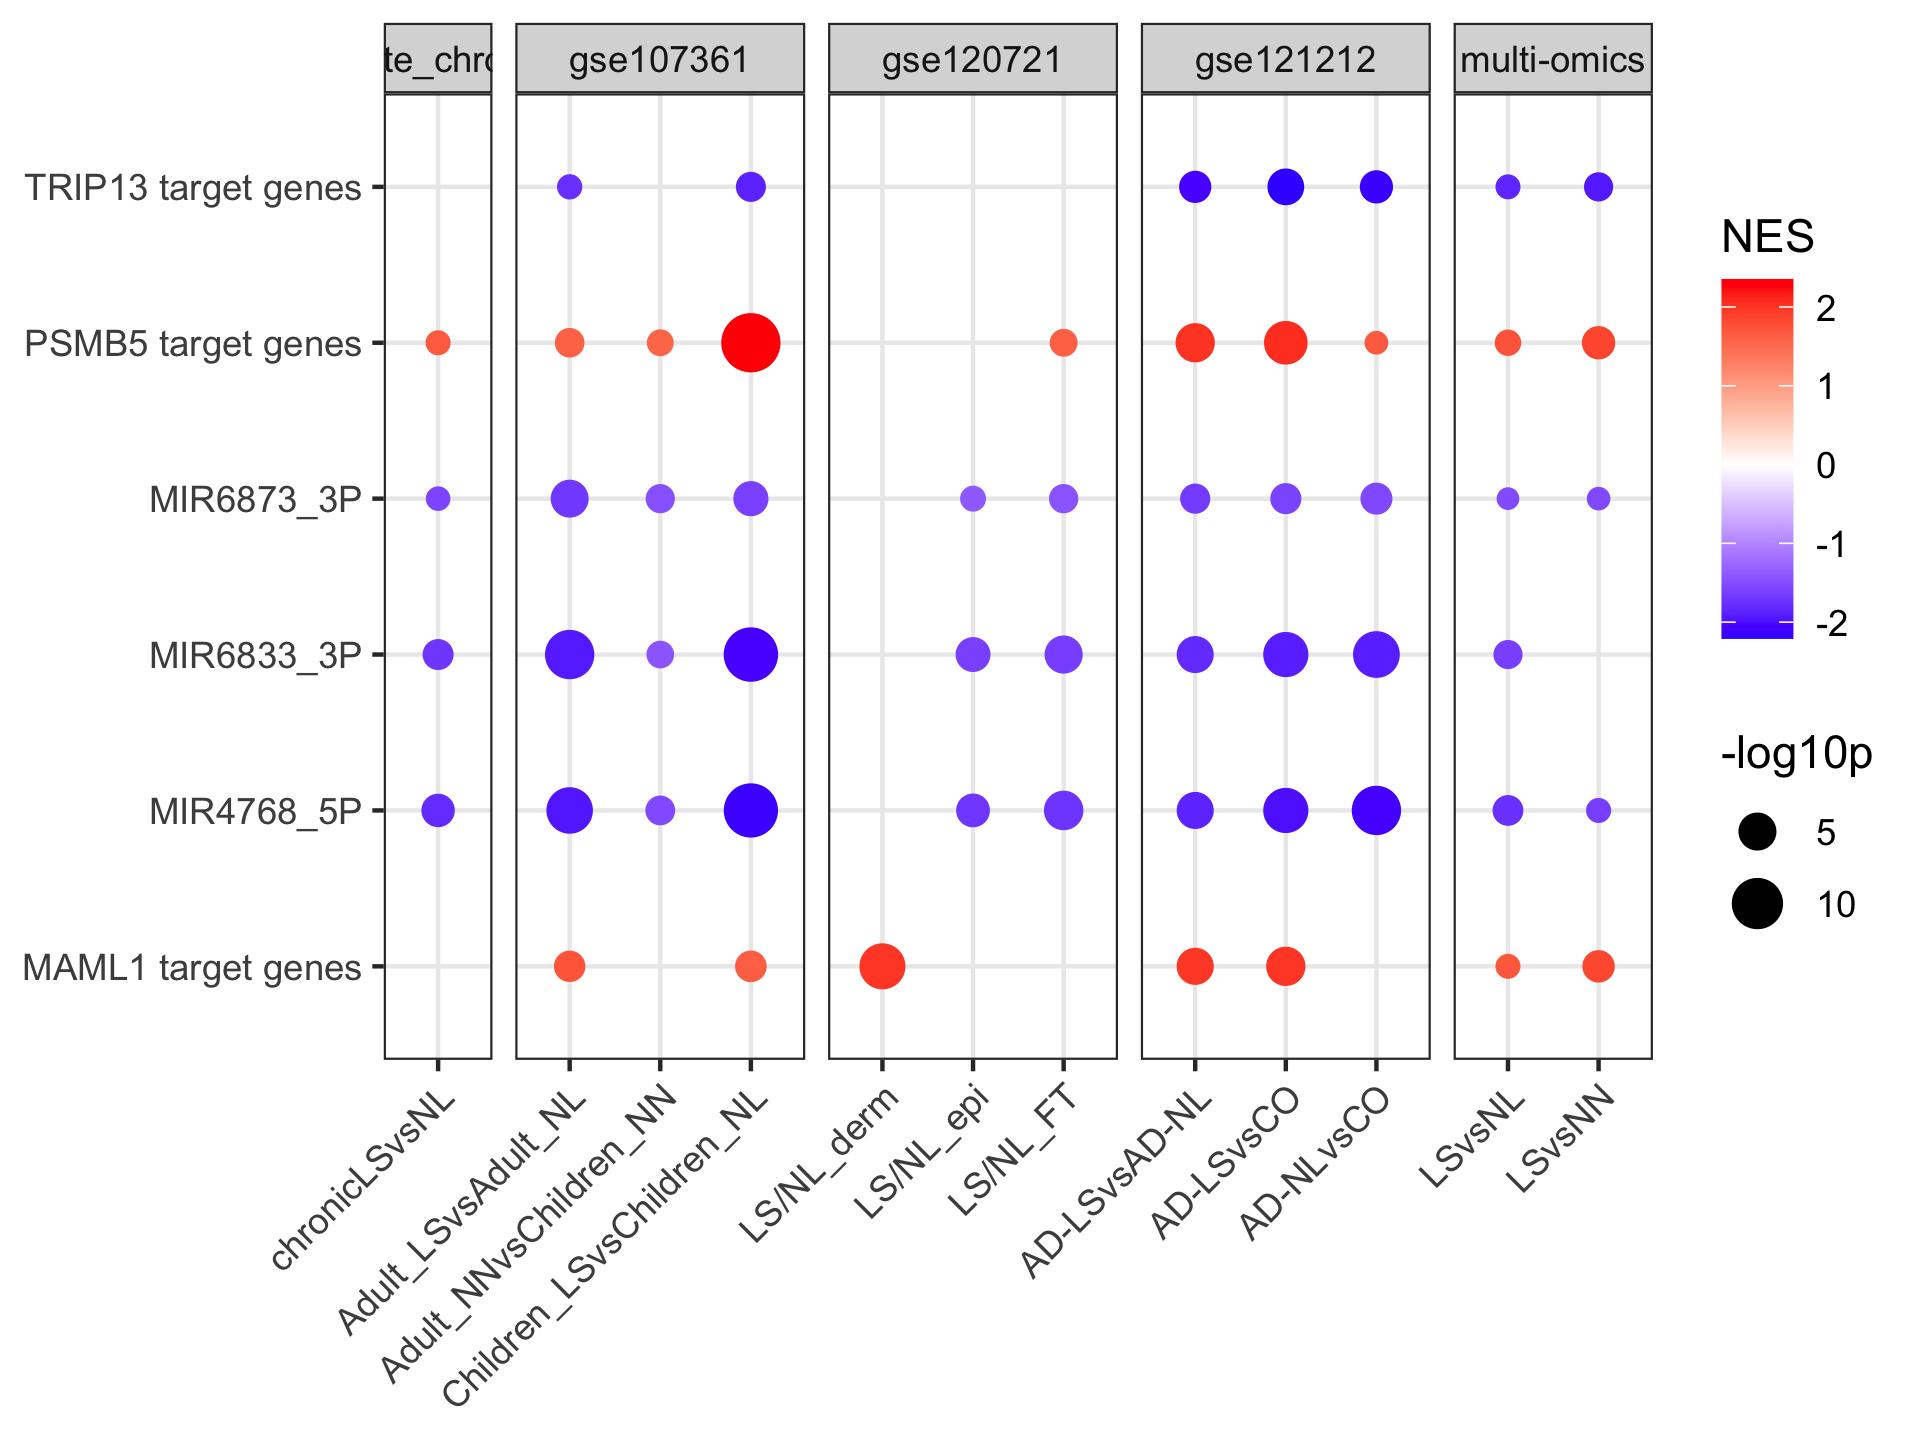 te_chro
gse107361
gse120721
gse121212
multi-omics
TRIP13 target genes
PSMB5 target genes
MIR6873_3P
MIR6833_3P
MIR4768_5P
MAML1 target genes
chronicLSvsNL
Adult_LSvsAdult_NL
Adult_NNvsChildren_NN
Children_LSvsChildren_NL
LS/NL_derm
LS/NL_epi
LS/NL_FT
AD-LSvsAD-NL
AD-LSvsCO
AD-NLvsCO
LSvsNL
LSvsNN
NES
2
1
0
-1
-2
-log10p
5
10